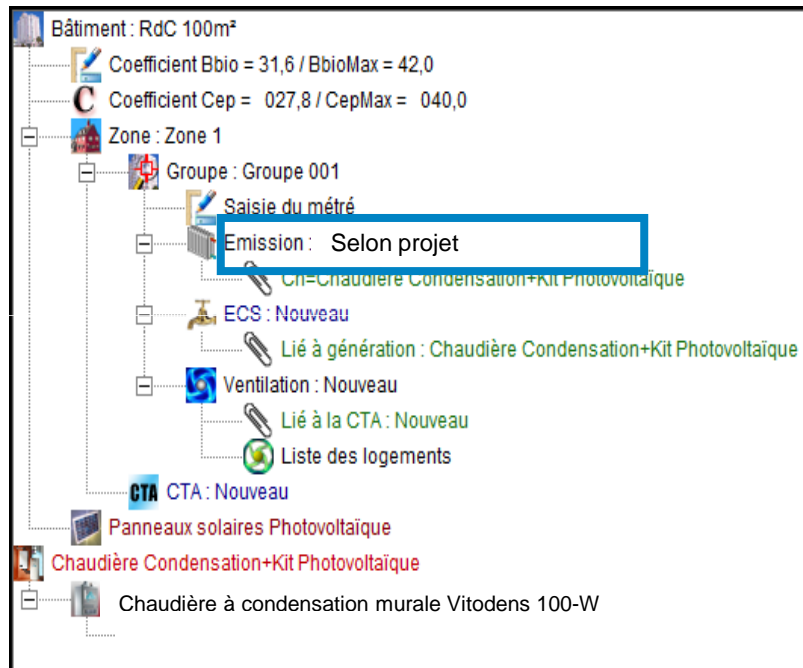 Bâtiment : RdC 100m²
Coefficient Bbio = 31,6 / BbioMax = 42,0
C Coefficient Cep = 027,8 / CepMax = 040,0
Zone : Zone 1
Groupe : Groupe 001
Saisie du métré
Emission : Selon projet
Ch=Chaudière Condensation+Kit Photovoltaïque
ECS : Nouveau
Lié à génération : Chaudière Condensation+Kit Photovoltaïque
Ventilation : Nouveau
Lié à la CTA : Nouveau
Liste des logements
CTA CTA : Nouveau
Panneaux solaires Photovoltaïque
Chaudière Condensation+Kit Photovoltaïque
Chaudière à condensation murale Vitodens 100-W